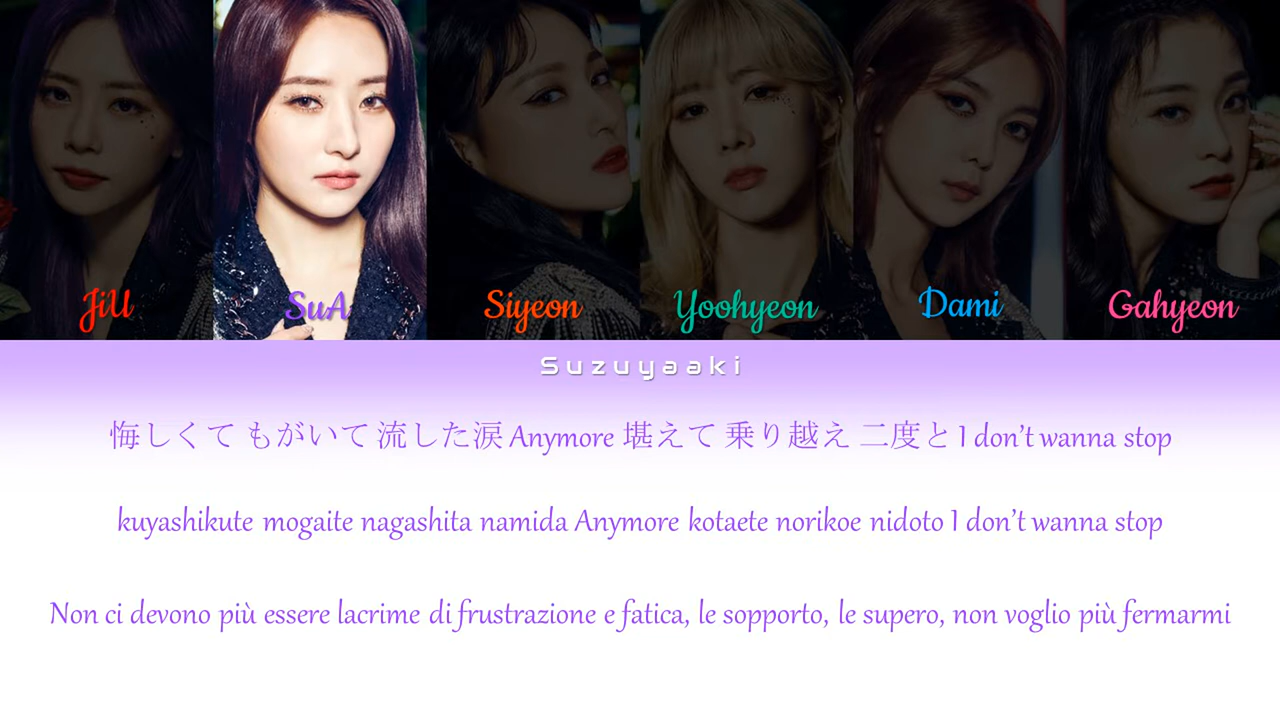 JiU SuA Siyeon Yoohyeon Dami Gahyeon
Suzuyaaki
悔しくて もがいて 流した涙 Anymore 堪えて 乗り越え 二度と I don't wanna stop
kuyashikute mogaite nagashita namida Anymore kotaete norikoe nidoto I don't wanna stop
Non ci devono più essere lacrime di frustrazione e fatica, le sopporto, le supero, non voglio più fermarmi